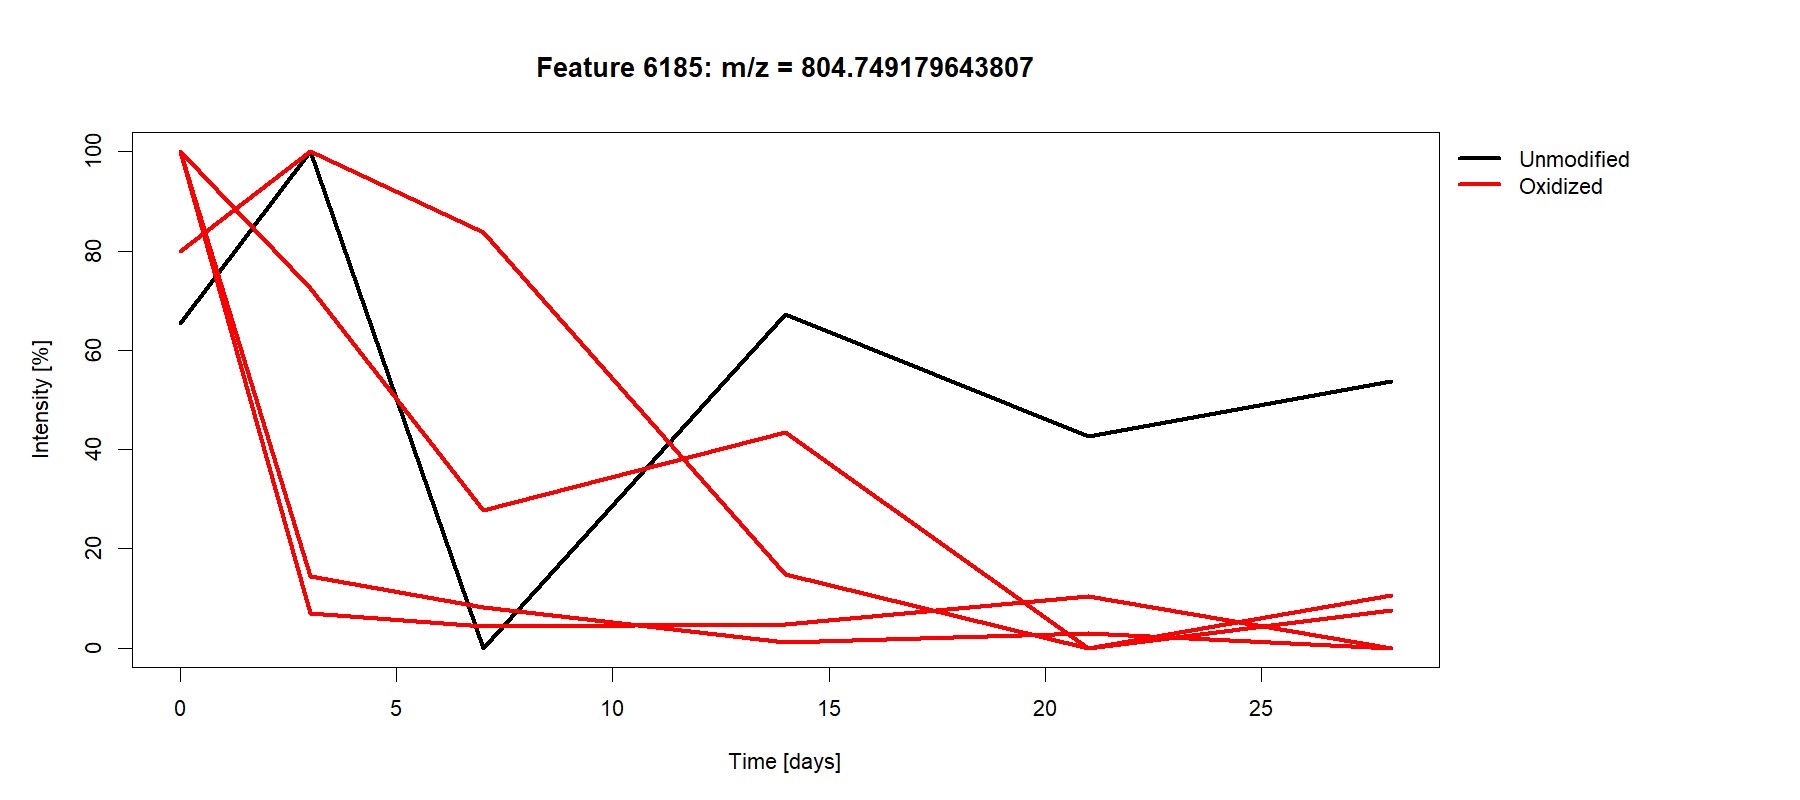 Feature 6185: m/z = 804.749179643807
Unmodified
Oxidized
Intensity [%]
100
80
60
40
20
0
0 5 10 15 20 25
Time [days]